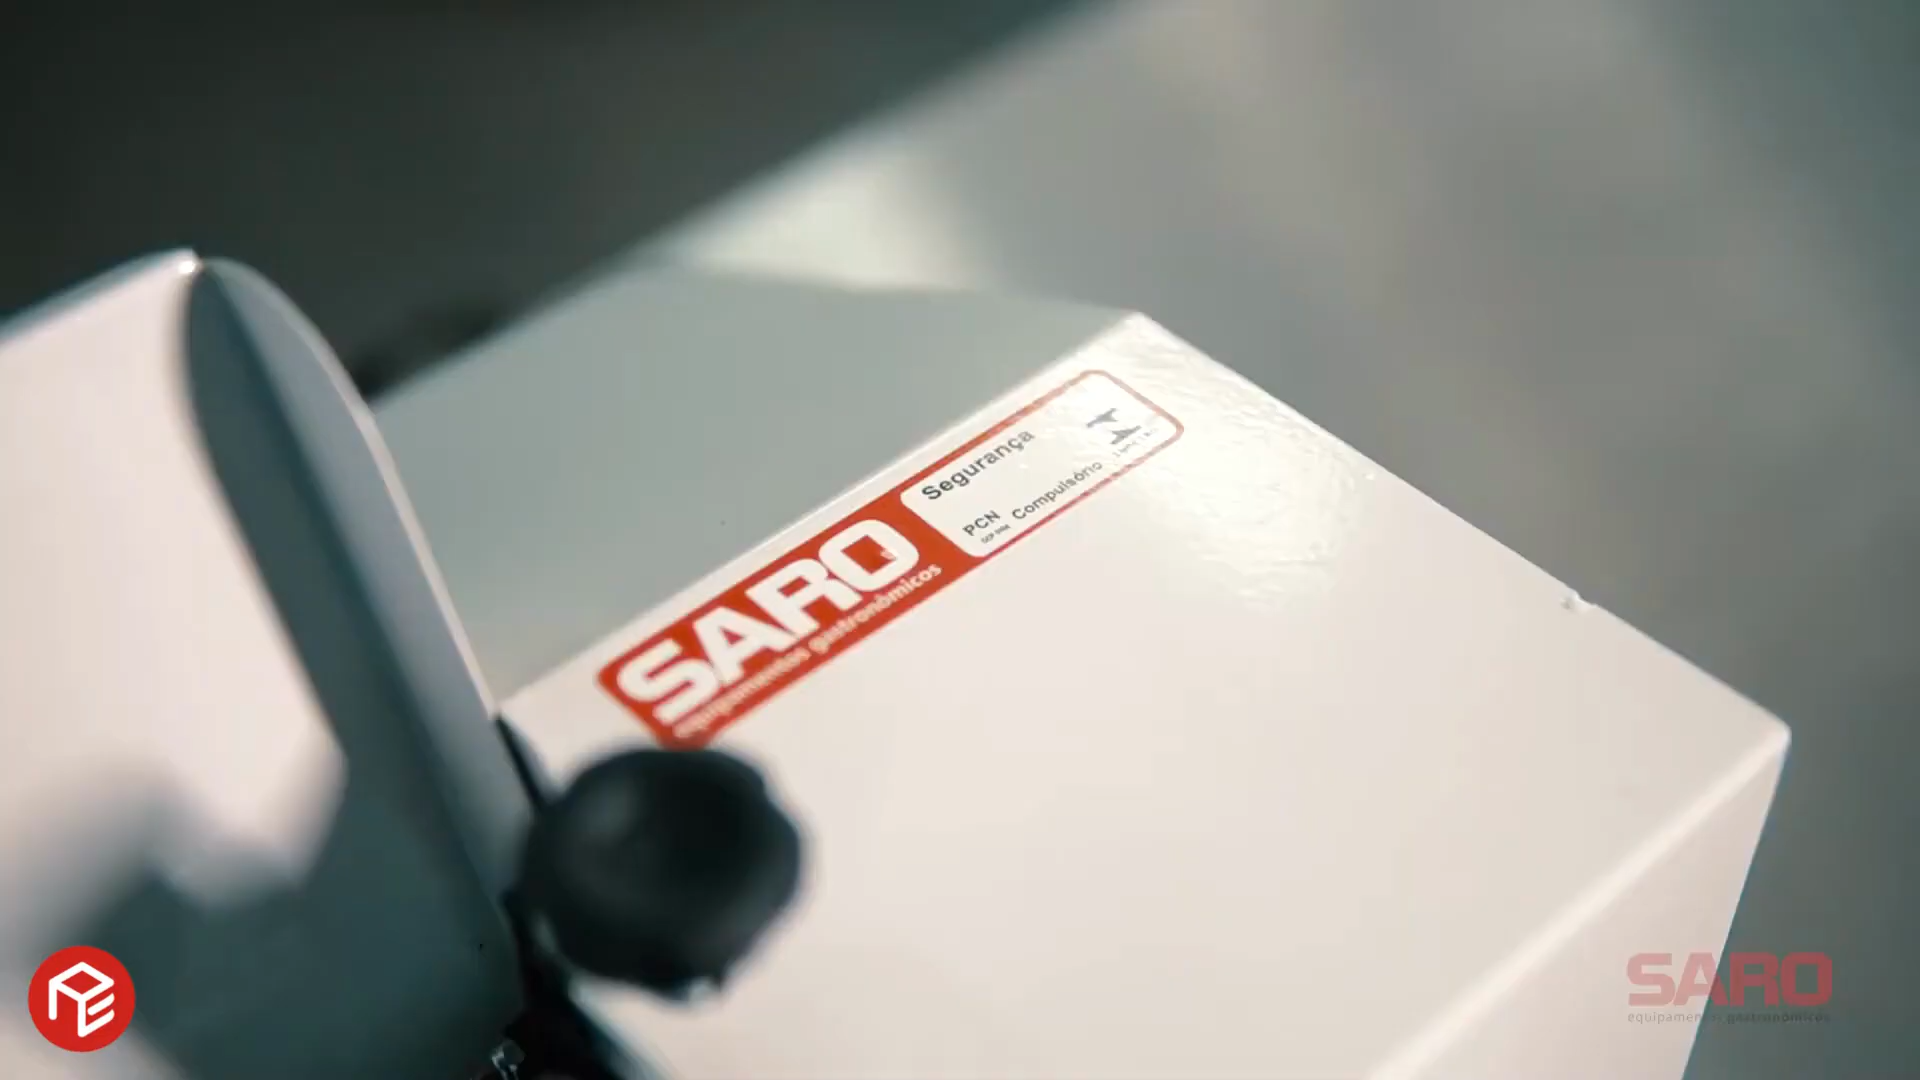 SARO
equipamentos gastronômicos
Segurança
PCN Compulsório
SARO
equipamentos gastronômicos